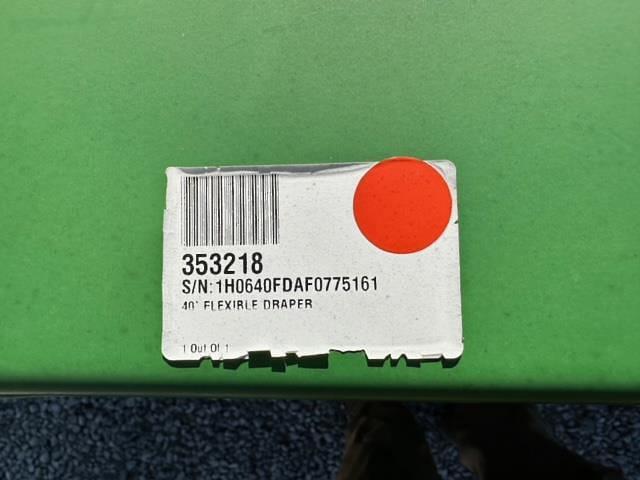 353218
S/N:1H0640FDAF0775161
40' FLEXIBLE DRAPER
1 Out Of 1